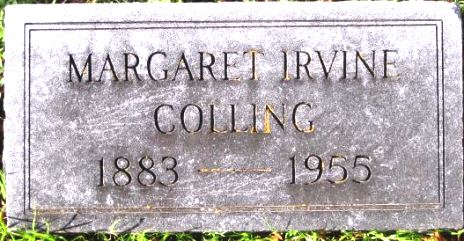 MARGARET IRVINE
COLLING
1883 — 1955